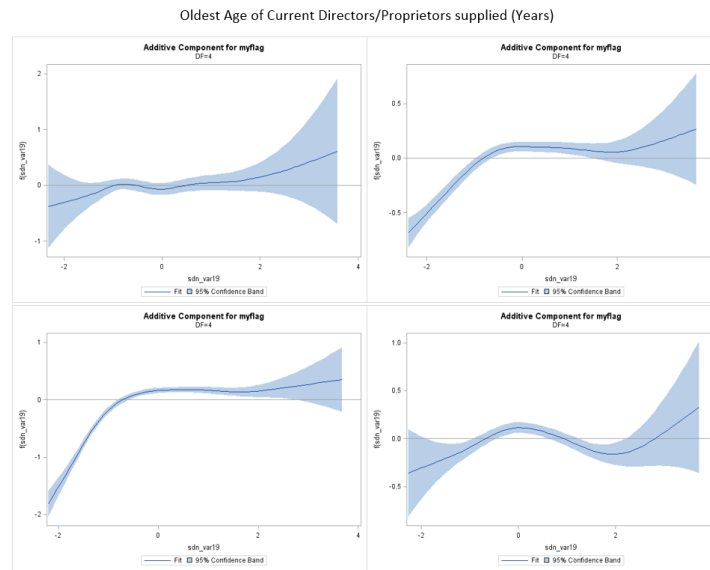 Oldest Age of Current Directors/Proprietors supplied (Years)
Additive Component for myflag
DF=4
2
1
0
-1
f(sdn_var19)
-2
0
2
4
sdn_var19
Fit 95% Confidence Band
Additive Component for myflag
DF=4
0.5
0.0
-0.5
f(sdn_var19)
-2
0
2
sdn_var19
Fit 95% Confidence Band
Additive Component for myflag
DF=4
1
0
-1
-2
f(sdn_var19)
-2
0
2
4
sdn_var19
Fit 95% Confidence Band
Additive Component for myflag
DF=4
1.0
0.5
0.0
-0.5
f(sdn_var19)
-2
0
2
sdn_var19
Fit 95% Confidence Band